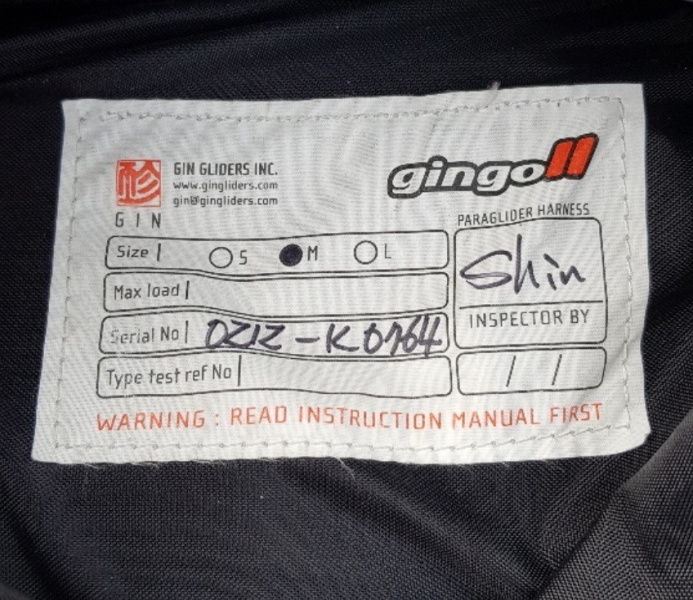 GIN GLIDERS INC.
www.gingliders.com
gin@gingliders.com
GIN
gingo II
PARAGLIDER HARNESS
Size S M L
Max load
Serial No 0212-K0764
Type test ref No
Shin
INSPECTOR BY
/ /
WARNING : READ INSTRUCTION MANUAL FIRST